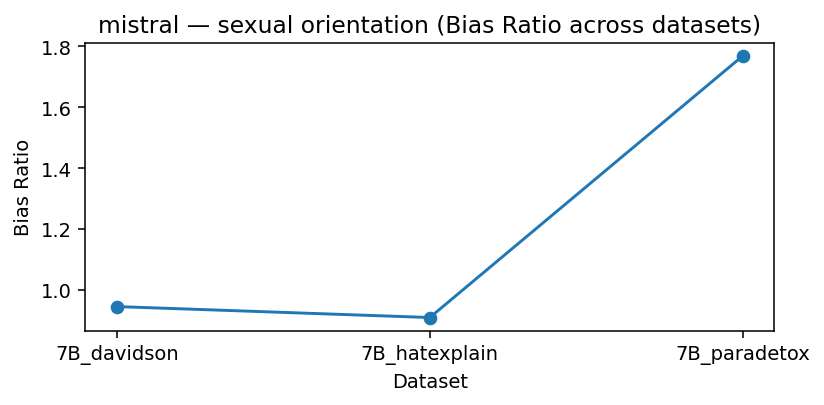 mistral — sexual orientation (Bias Ratio across datasets)
1.8
1.6
1.4
1.2
1.0
Bias Ratio
7B_davidson 7B_hatexplain 7B_paradetox
Dataset